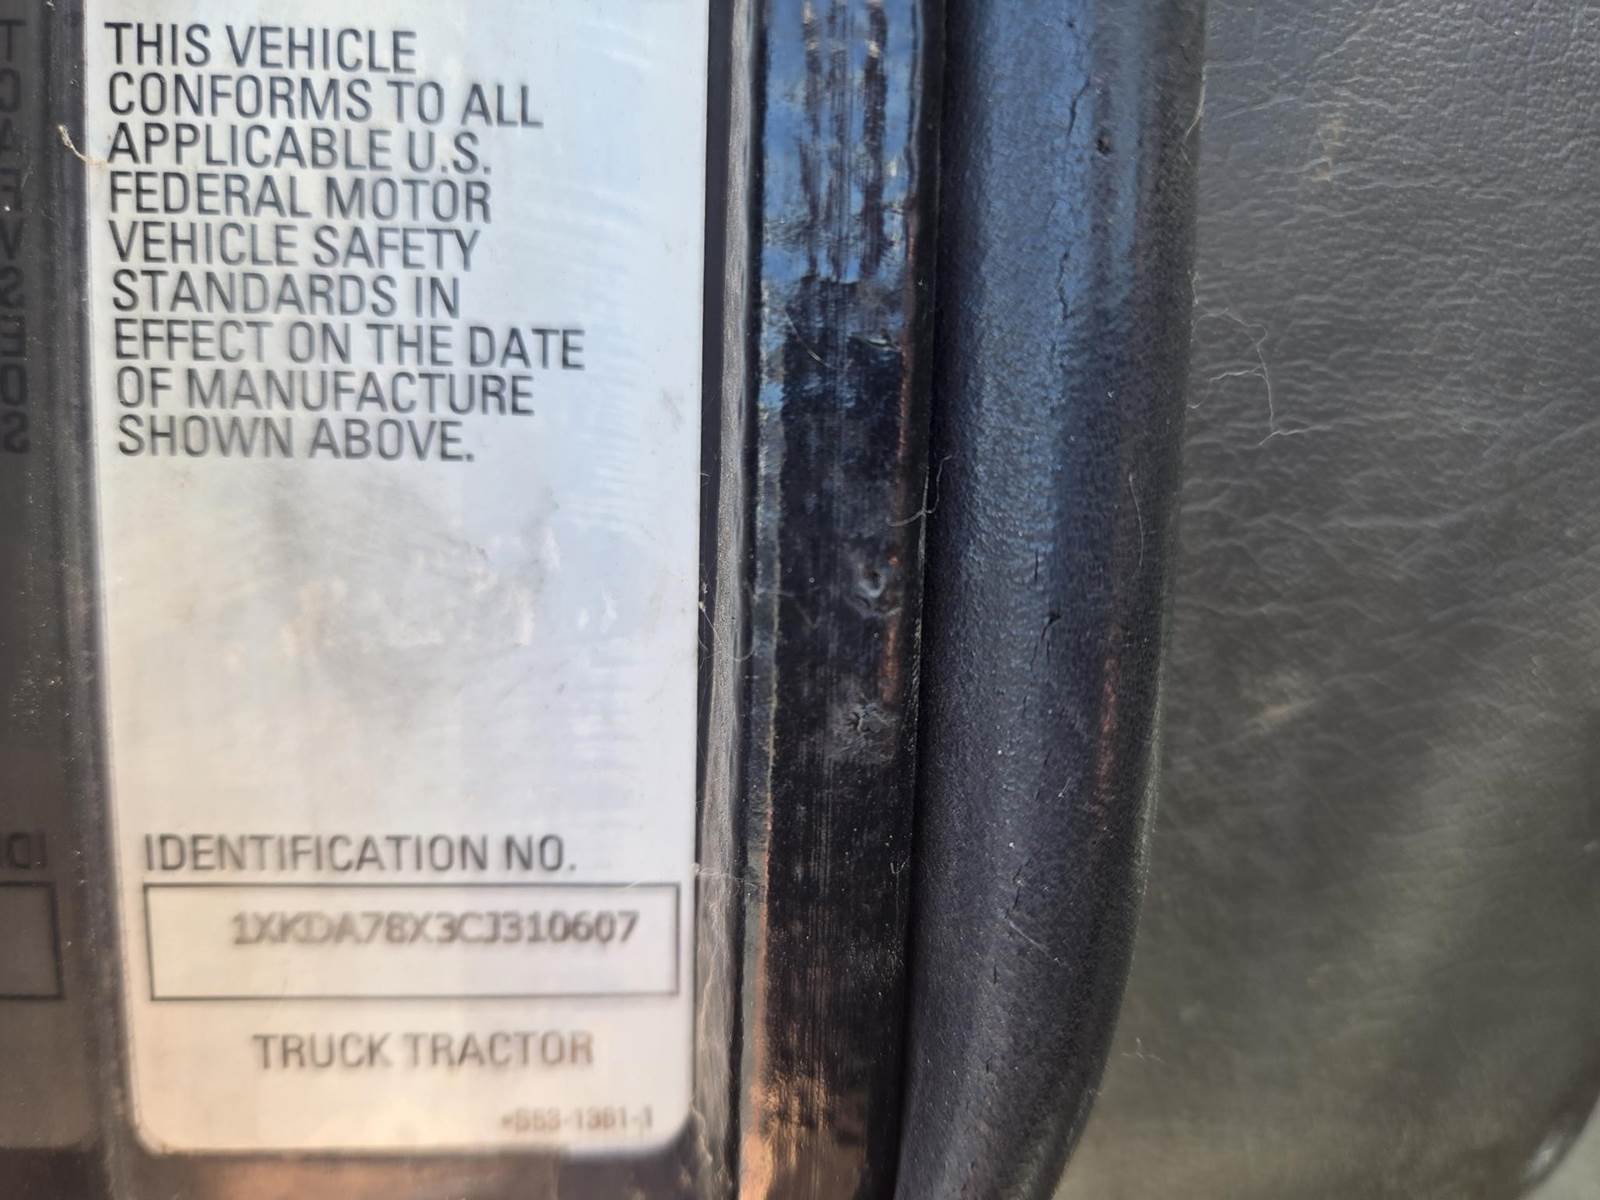 THIS VEHICLE
CONFORMS TO ALL
APPLICABLE U.S.
FEDERAL MOTOR
VEHICLE SAFETY
STANDARDS IN
EFFECT ON THE DATE
OF MANUFACTURE
SHOWN ABOVE.
IDENTIFICATION NO.
1XKDA78X3CJ310607
TRUCK TRACTOR